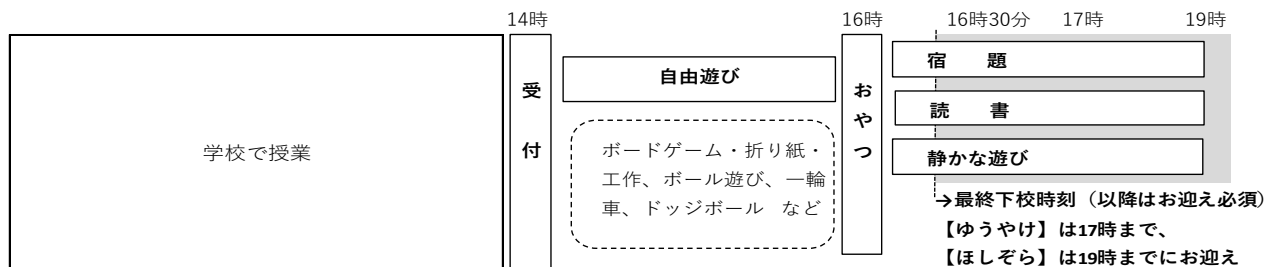 14時 16時 16時30分 17時 19時
学校で授業
受付
自由遊び
ボードゲーム・折り紙・
工作、ボール遊び、一輪
車、ドッジボール など
おやつ
宿　題
読　書
静かな遊び
→最終下校時刻（以降はお迎え必須）
【ゆうやけ】は17時まで、
【ほしぞら】は19時までにお迎え